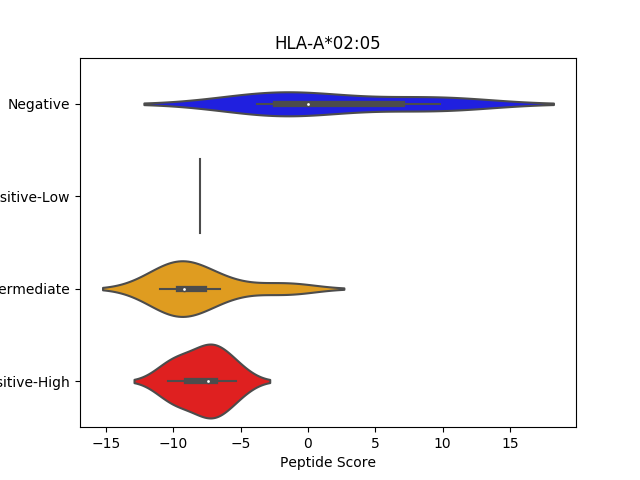 HLA-A*02:05
Negative
sitive-Low
ermediate
sitive-High
−15 −10 −5 0 5 10 15
Peptide Score